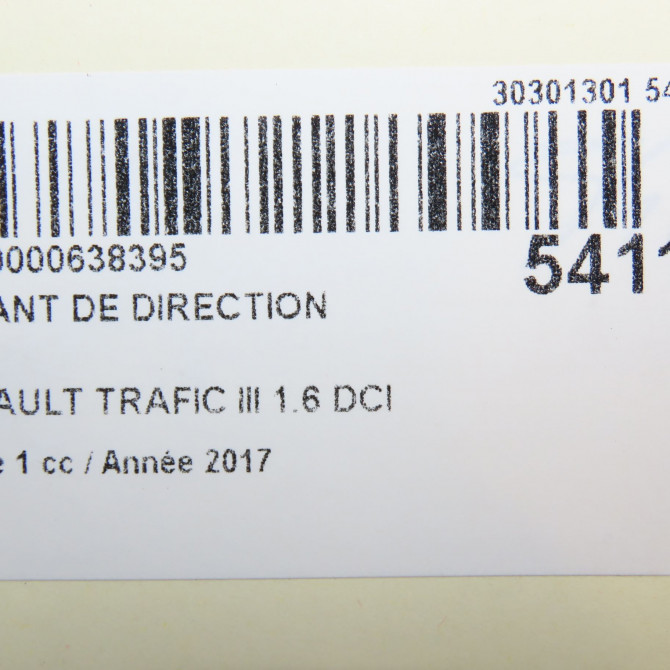 30301301 54
0000638395
5411
ANT DE DIRECTION
AULT TRAFIC III 1.6 DCI
e 1 cc / Année 2017